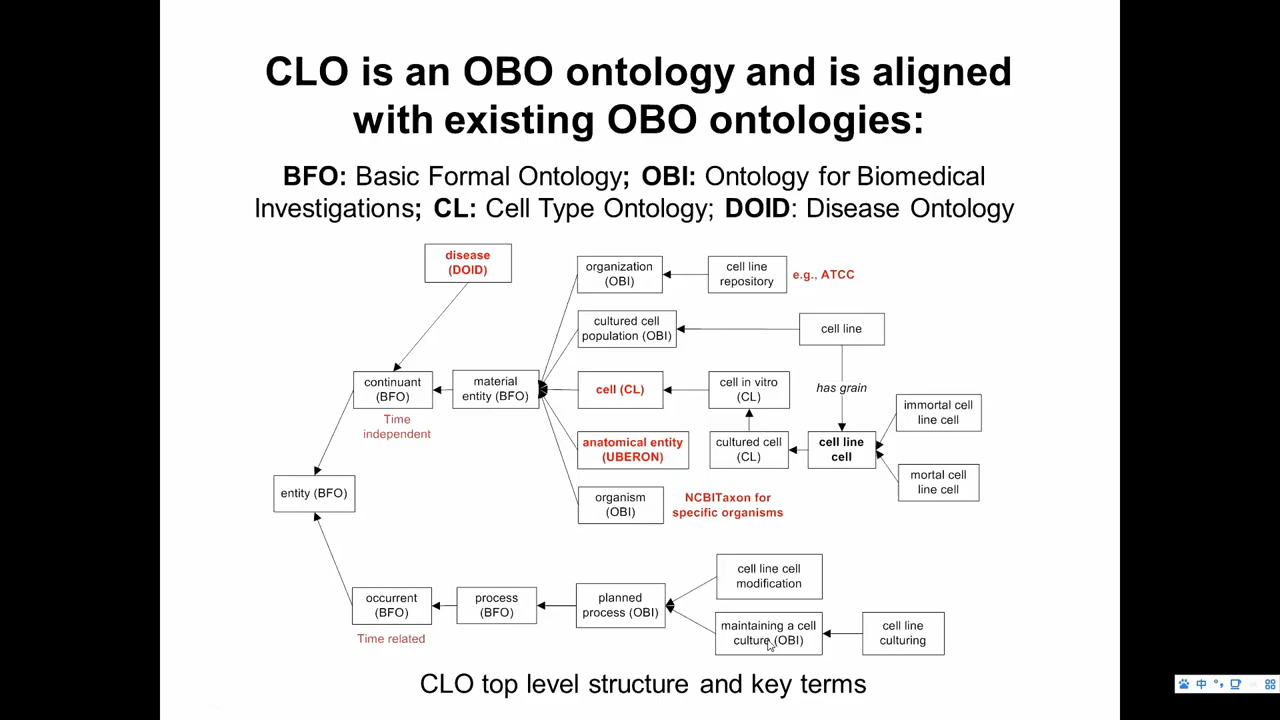 CLO is an OBO ontology and is aligned
with existing OBO ontologies:
BFO: Basic Formal Ontology; OBI: Ontology for Biomedical
Investigations; CL: Cell Type Ontology; DOID: Disease Ontology
disease
(DOID)
organization
(OBI)
cell line
repository
e.g., ATCC
cultured cell
population (OBI)
cell line
continuant
(BFO)
Time
independent
material
entity (BFO)
cell (CL)
cell in vitro
(CL)
has grain
immortal cell
line cell
anatomical entity
(UBERON)
cultured cell
(CL)
cell line
cell
mortal cell
line cell
entity (BFO)
organism
(OBI)
NCBITaxon for
specific organisms
cell line cell
modification
occurrent
(BFO)
Time related
process
(BFO)
planned
process (OBI)
maintaining a cell
culture (OBI)
cell line
culturing
CLO top level structure and key terms
中